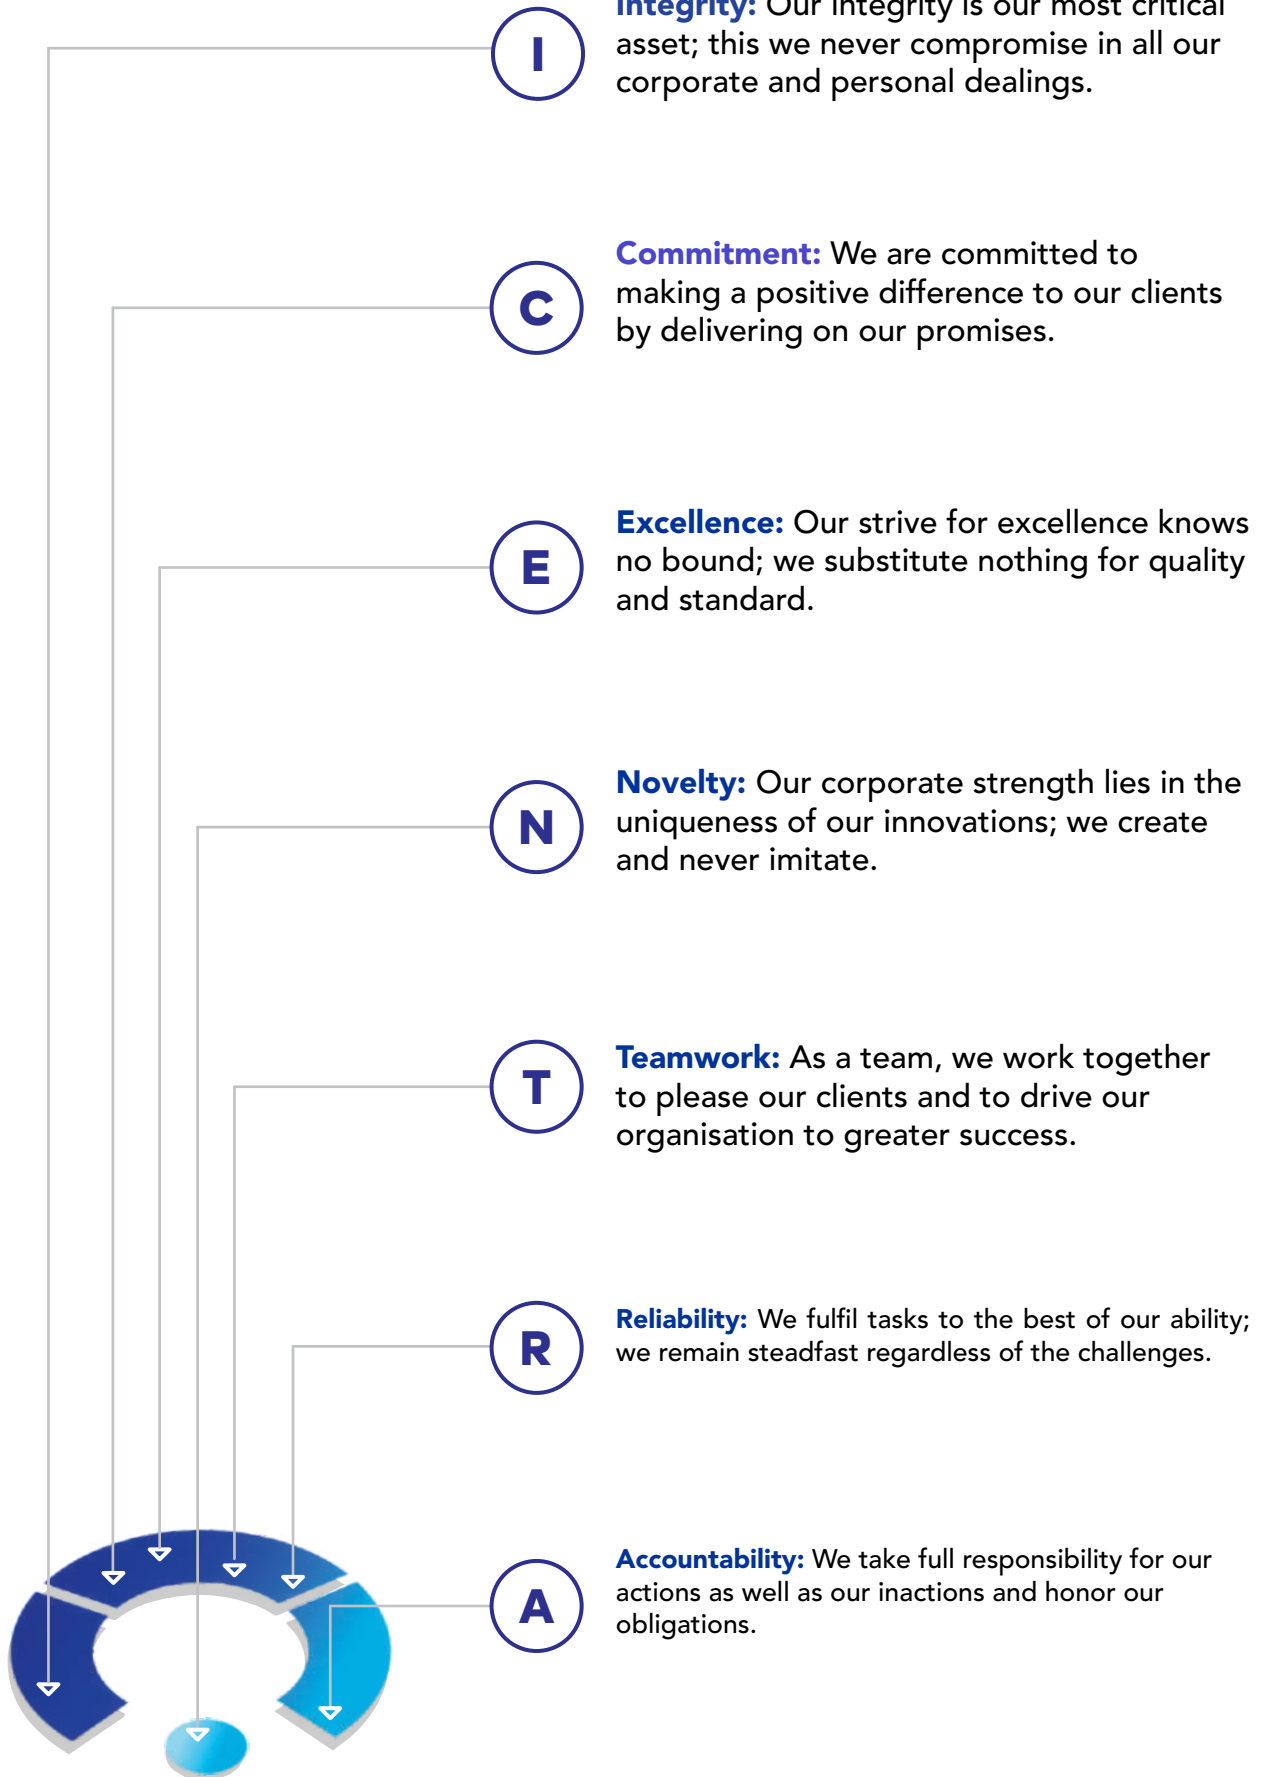 I
Integrity: Our integrity is our most critical
asset; this we never compromise in all our
corporate and personal dealings.
C
Commitment: We are committed to
making a positive difference to our clients
by delivering on our promises.
E
Excellence: Our strive for excellence knows
no bound; we substitute nothing for quality
and standard.
N
Novelty: Our corporate strength lies in the
uniqueness of our innovations; we create
and never imitate.
T
Teamwork: As a team, we work together
to please our clients and to drive our
organisation to greater success.
R
Reliability: We fulfil tasks to the best of our ability;
we remain steadfast regardless of the challenges.
A
Accountability: We take full responsibility for our
actions as well as our inactions and honor our
obligations.